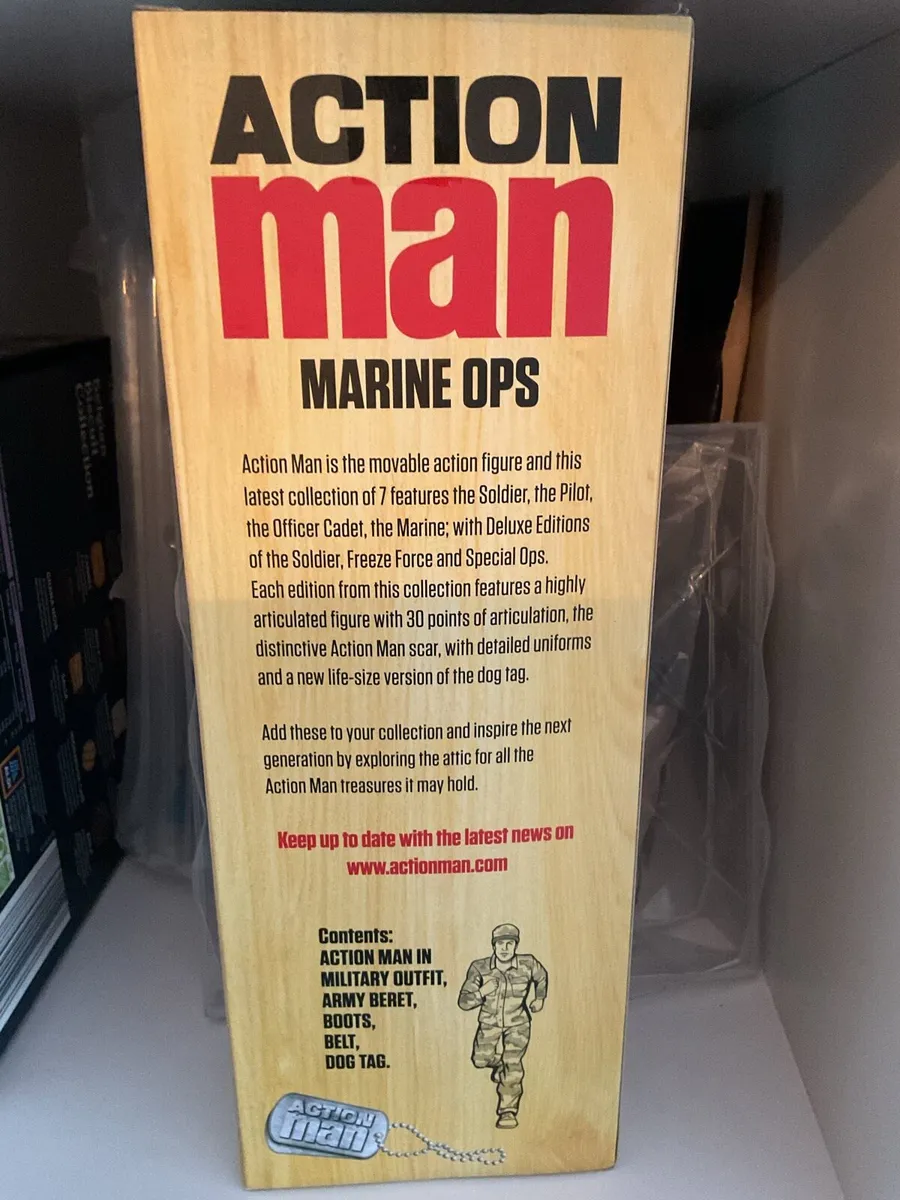 ACTION
man
MARINE OPS
Action Man is the movable action figure and this
latest collection of 7 features the Soldier, the Pilot,
the Officer Cadet, the Marine; with Deluxe Editions
of the Soldier, Freeze Force and Special Ops.
Each edition from this collection features a highly
articulated figure with 30 points of articulation, the
distinctive Action Man scar, with detailed uniforms
and a new life-size version of the dog tag.
Add these to your collection and inspire the next
generation by exploring the attic for all the
Action Man treasures it may hold.
Keep up to date with the latest news on
www.actionman.com
Contents:
ACTION MAN IN
MILITARY OUTFIT,
ARMY BERET,
BOOTS,
BELT,
DOG TAG.
ACTION
man
Belgian
Biscuit
Collection